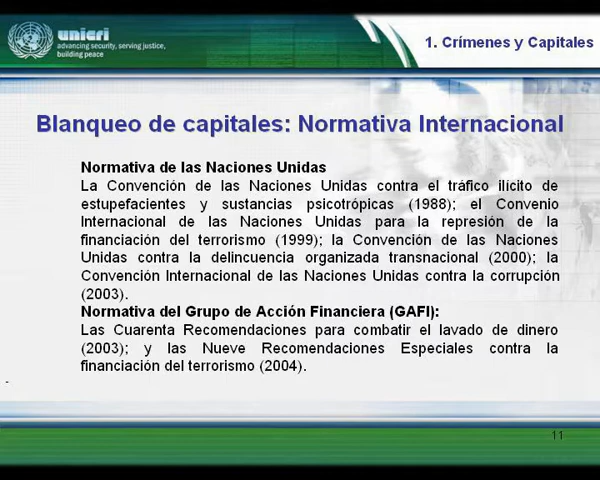 unicri
advancing security, serving justice,
building peace
1. Crímenes y Capitales
Blanqueo de capitales: Normativa Internacional
Normativa de las Naciones Unidas
La Convención de las Naciones Unidas contra el tráfico ilícito de
estupefacientes y sustancias psicotrópicas (1988); el Convenio
Internacional de las Naciones Unidas para la represión de la
financiación del terrorismo (1999); la Convención de las Naciones
Unidas contra la delincuencia organizada transnacional (2000); la
Convención Internacional de las Naciones Unidas contra la corrupción
(2003).
Normativa del Grupo de Acción Financiera (GAFI):
Las Cuarenta Recomendaciones para combatir el lavado de dinero
(2003); y las Nueve Recomendaciones Especiales contra la
financiación del terrorismo (2004).
-
11